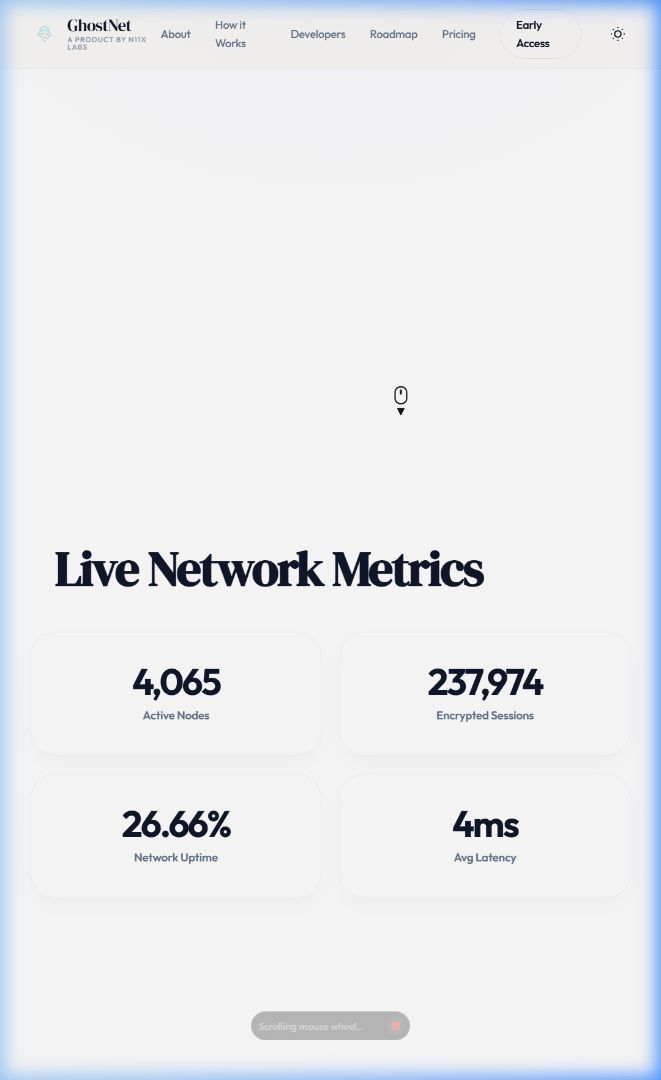 GhostNet
A PRODUCT BY N11X
LABS
About
How it
Works
Developers
Roadmap
Pricing
Early
Access
Live Network Metrics
4,065
Active Nodes
237,974
Encrypted Sessions
26.66%
Network Uptime
4ms
Avg Latency
Scrolling mouse wheel...